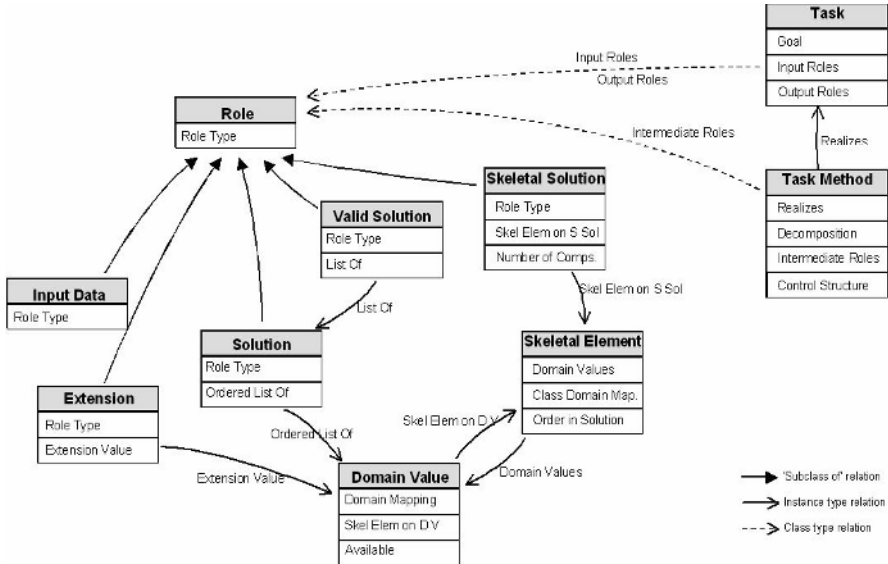 Task
Goal
Input Roles
Output Roles
Input Roles
Output Roles
Role
Role Type
Intermediate Roles
Realizes
Skeletal Solution
Role Type
Skel Elem on S Sol
Number of Comps.
Task Method
Realizes
Decomposition
Intermediate Roles
Control Structure
Valid Solution
Role Type
List Of
Input Data
Role Type
List Of
Skel Elem on S Sol
Solution
Role Type
Ordered List Of
Skeletal Element
Domain Values
Class Domain Map.
Order in Solution
Extension
Role Type
Extension Value
Ordered List Of
Skel Elem on D V
Extension Value
Domain Values
Domain Value
Domain Mapping
Skel Elem on D V
Available
'Subclass of' relation
Instance type relation
Class type relation